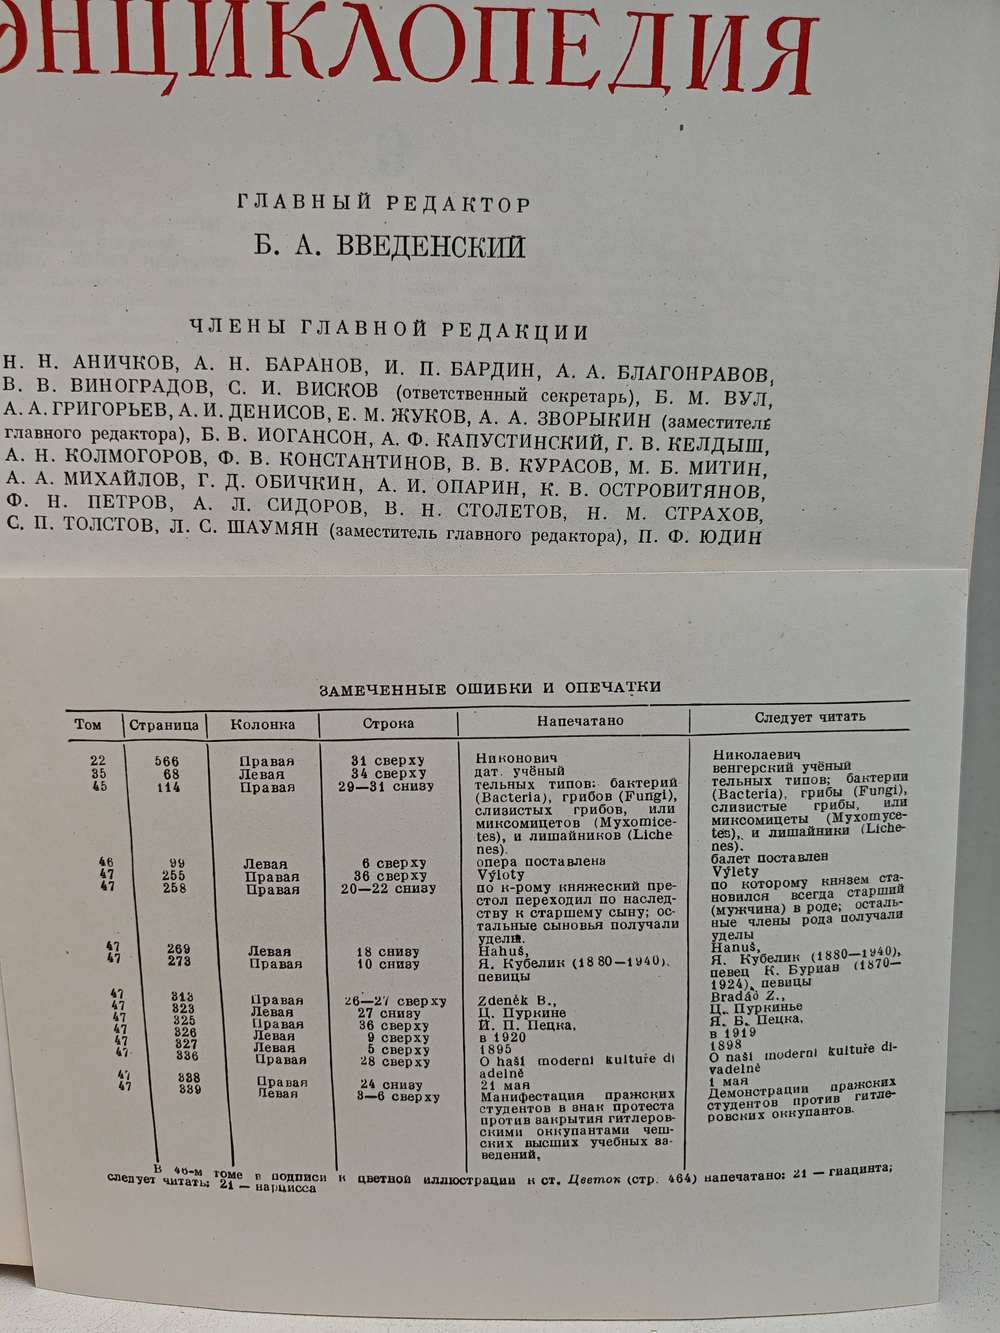 ЭНЦИКЛОПЕДИЯ
ГЛАВНЫЙ РЕДАКТОР
Б. А. ВВЕДЕНСКИЙ
ЧЛЕНЫ ГЛАВНОЙ РЕДАКЦИИ
Н. Н. АНИЧКОВ, А. Н. БАРАНОВ, И. П. БАРДИН, А. А. БЛАГОНРАВОВ,
В. В. ВИНОГРАДОВ, С. И. ВИСКОВ (ответственный секретарь), Б. М. ВУЛ,
А. А. ГРИГОРЬЕВ, А. И. ДЕНИСОВ, Е. М. ЖУКОВ, А. А. ЗВОРЫКИН (заместитель
главного редактора), Б. В. ИОГАНСОН, А. Ф. КАПУСТИНСКИЙ, Г. В. КЕЛДЫШ,
А. Н. КОЛМОГОРОВ, Ф. В. КОНСТАНТИНОВ, В. В. КУРАСОВ, М. Б. МИТИН,
А. А. МИХАЙЛОВ, Г. Д. ОБИЧКИН, А. И. ОПАРИН, К. В. ОСТРОВИТЯНОВ,
Ф. Н. ПЕТРОВ, А. Л. СИДОРОВ, В. Н. СТОЛЕТОВ, Н. М. СТРАХОВ,
С. П. ТОЛСТОВ, Л. С. ШАУМЯН (заместитель главного редактора), П. Ф. ЮДИН
ЗАМЕЧЕННЫЕ ОШИБКИ И ОПЕЧАТКИ
Том Страница Колонка Строка Напечатано Следует читать
22 566 Правая 31 сверху Никонович Николаевич
35 68 Левая 34 сверху дат. учёный венгерский учёный
45 114 Правая 29—31 снизу тельных типов: бактерий тельных типов; бактерии
(Bacteria), грибов (Fungi), (Bacteria), грибы (Fungi),
слизистых грибов, или слизистые грибы, или
миксомицетов (Myxomice- миксомицеты (Myxomyce-
tes), и лишайников (Liche- tes), и лишайники (Liche-
nes). nes).
46 99 Левая 6 сверху опера поставлена балет поставлен
47 255 Правая 36 сверху Výloty Výlety
47 258 Правая 20—22 снизу по к-рому княжеский пре- по которому князем ста-
стол переходил по наслед- новился всегда старший
ству к старшему сыну; ос- (мужчина) в роде; осталь-
тальные сыновья получали ные члены рода получали
уделы. уделы
47 269 Левая 18 снизу Hahuš, Hanuš,
47 273 Правая 10 снизу Я. Кубелик (1880—1940), Я. Кубелик (1880—1940),
певицы певец К. Буриан (1870—
1924), певицы
47 313 Правая 26—27 сверху Zdeněk B., Bradáč Z.,
47 323 Левая 27 снизу Ц. Пуркине Ц. Пуркинье
47 325 Правая 36 сверху Й. П. Пецка, Я. Б. Пецка,
47 326 Левая 9 сверху в 1920 в 1919
47 327 Левая 5 сверху 1895 1898
47 336 Правая 28 сверху O haší moderní kultuře di O naší moderní kultuře di-
adelně vadelně
47 338 Правая 24 снизу 21 мая 1 мая
47 339 Левая 3—6 сверху Манифестация пражских Демонстрации пражских
студентов в знак протеста студентов против гитле-
против закрытия гитлеров- ровских оккупантов.
скими оккупантами чеш-
ских высших учебных за-
ведений,
В 46-м томе в подписи к цветной иллюстрации к ст. Цветок (стр. 464) напечатано: 21 — гиацинта;
следует читать: 21 — нарцисса